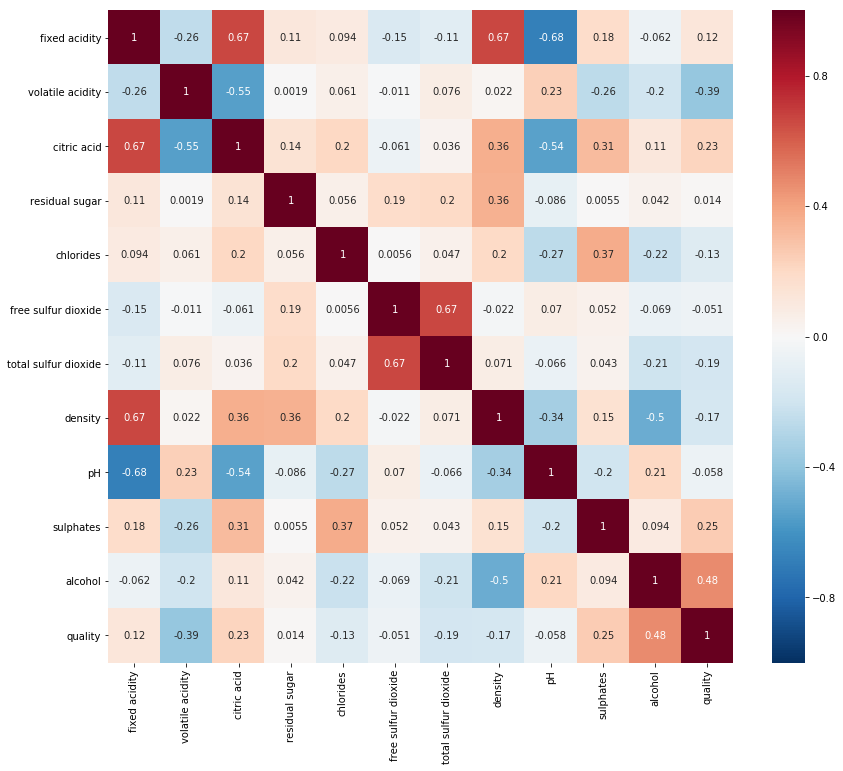 fixed acidity 1 -0.26 0.67 0.11 0.094 -0.15 -0.11 0.67 -0.68 0.18 -0.062 0.12
volatile acidity -0.26 1 -0.55 0.0019 0.061 -0.011 0.076 0.022 0.23 -0.26 -0.2 -0.39
citric acid 0.67 -0.55 1 0.14 0.2 -0.061 0.036 0.36 -0.54 0.31 0.11 0.23
residual sugar 0.11 0.0019 0.14 1 0.056 0.19 0.2 0.36 -0.086 0.0055 0.042 0.014
chlorides 0.094 0.061 0.2 0.056 1 0.0056 0.047 0.2 -0.27 0.37 -0.22 -0.13
free sulfur dioxide -0.15 -0.011 -0.061 0.19 0.0056 1 0.67 -0.022 0.07 0.052 -0.069 -0.051
total sulfur dioxide -0.11 0.076 0.036 0.2 0.047 0.67 1 0.071 -0.066 0.043 -0.21 -0.19
density 0.67 0.022 0.36 0.36 0.2 -0.022 0.071 1 -0.34 0.15 -0.5 -0.17
pH -0.68 0.23 -0.54 -0.086 -0.27 0.07 -0.066 -0.34 1 -0.2 0.21 -0.058
sulphates 0.18 -0.26 0.31 0.0055 0.37 0.052 0.043 0.15 -0.2 1 0.094 0.25
alcohol -0.062 -0.2 0.11 0.042 -0.22 -0.069 -0.21 -0.5 0.21 0.094 1 0.48
quality 0.12 -0.39 0.23 0.014 -0.13 -0.051 -0.19 -0.17 -0.058 0.25 0.48 1
fixed acidity
volatile acidity
citric acid
residual sugar
chlorides
free sulfur dioxide
total sulfur dioxide
density
pH
sulphates
alcohol
quality
0.8
0.4
0.0
−0.4
−0.8